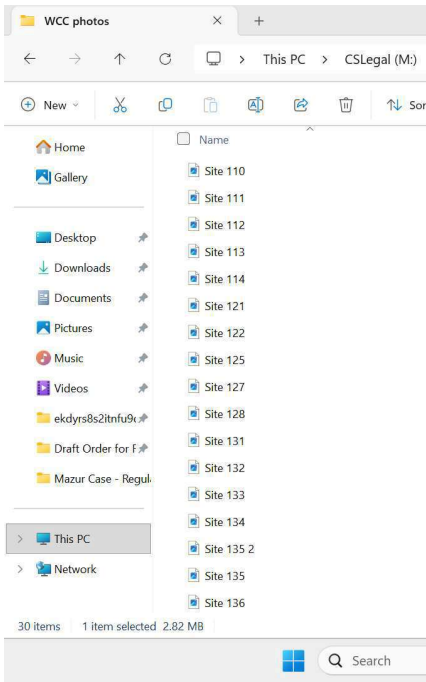 WCC photos
This PC > CSLegal (M:)
New
Sor
Home
Gallery
Desktop
Downloads
Documents
Pictures
Music
Videos
ekdyrs8s2itnfu9
Draft Order for F
Mazur Case - Regul
This PC
Network
Name
Site 110
Site 111
Site 112
Site 113
Site 114
Site 121
Site 122
Site 125
Site 127
Site 128
Site 131
Site 132
Site 133
Site 134
Site 135 2
Site 135
Site 136
30 items 1 item selected 2.82 MB
Search